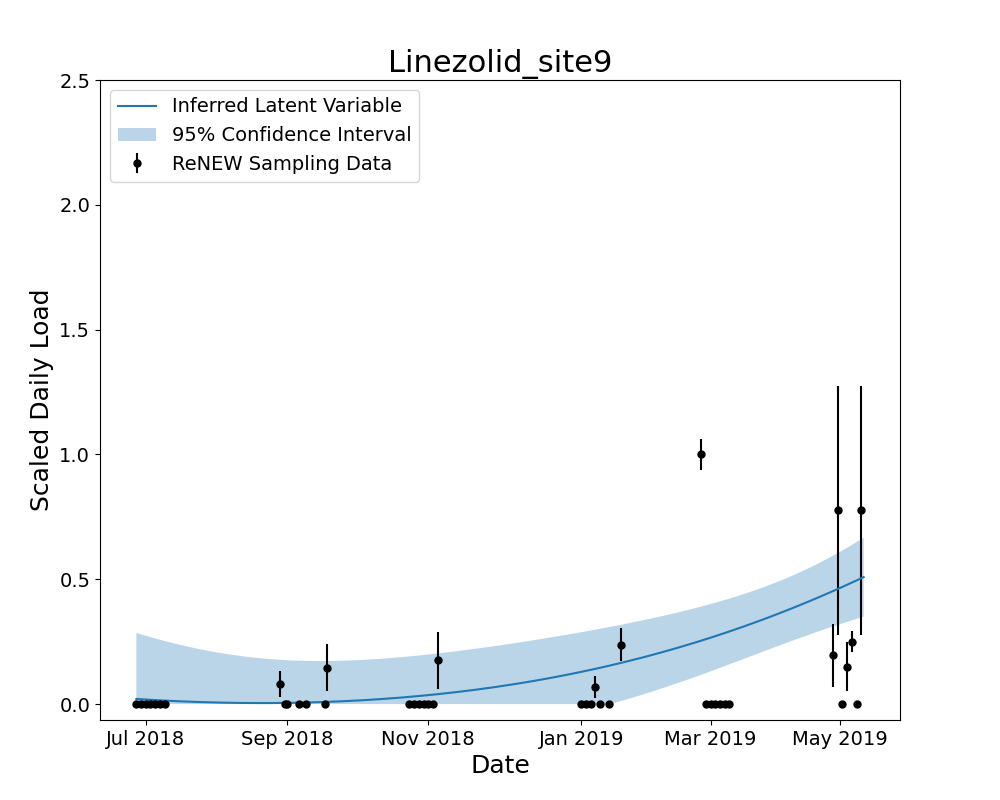 Linezolid_site9
Inferred Latent Variable
95% Confidence Interval
ReNEW Sampling Data
Scaled Daily Load
2.5
2.0
1.5
1.0
0.5
0.0
Jul 2018 Sep 2018 Nov 2018 Jan 2019 Mar 2019 May 2019
Date